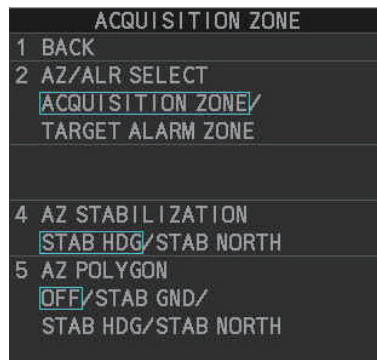 ACQUISITION ZONE
1 BACK
2 AZ/ALR SELECT
ACQUISITION ZONE/
TARGET ALARM ZONE
4 AZ STABILIZATION
STAB HDG/STAB NORTH
5 AZ POLYGON
OFF/STAB GND/
STAB HDG/STAB NORTH